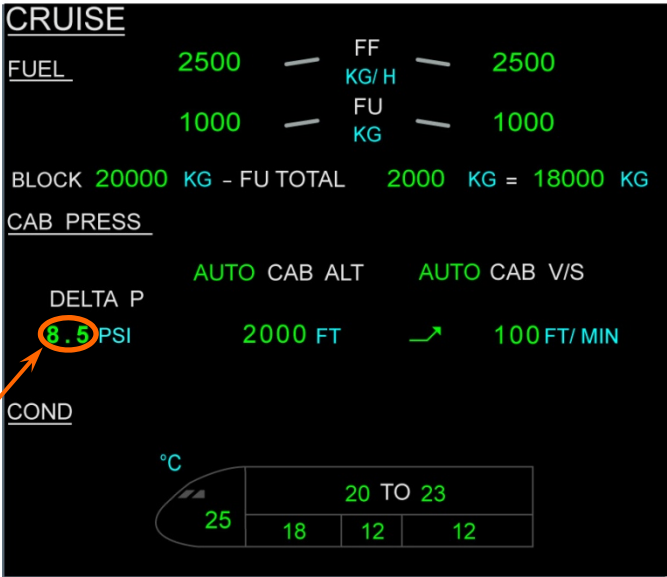 CRUISE
FUEL 2500 FF 2500
KG/ H
1000 FU 1000
KG
BLOCK 20000 KG – FU TOTAL 2000 KG = 18000 KG
CAB PRESS
AUTO CAB ALT AUTO CAB V/S
DELTA P
8.5 PSI 2000 FT 100 FT/ MIN
COND
°C
20 TO 23
25 18 12 12